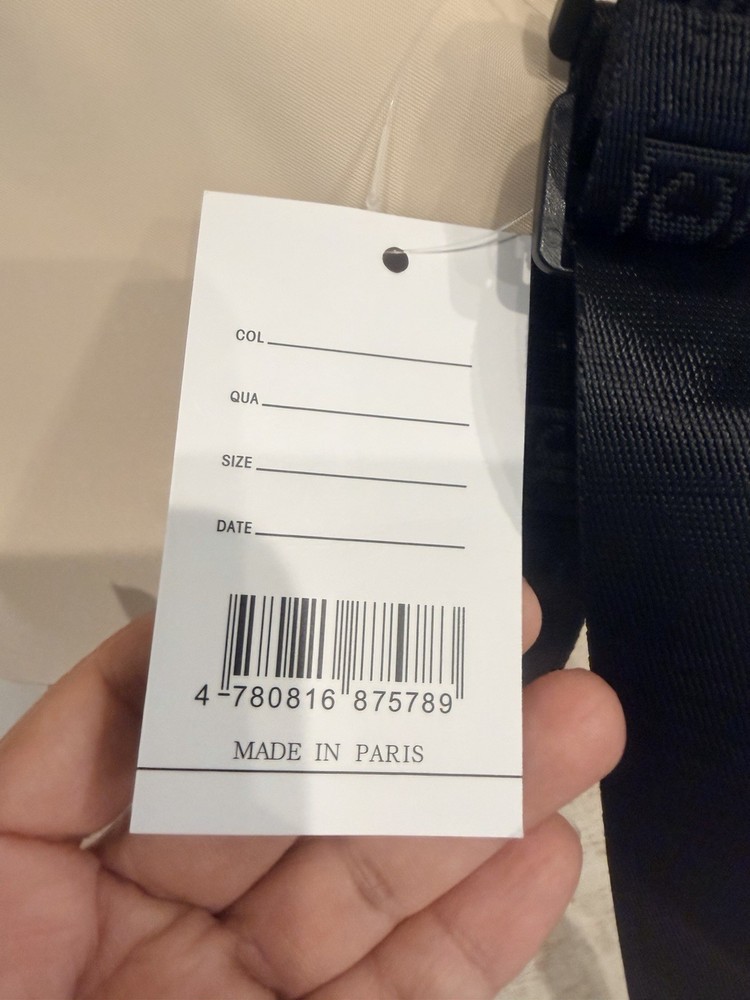 COL
QUA
SIZE
DATE
4-780816 875789
MADE IN PARIS